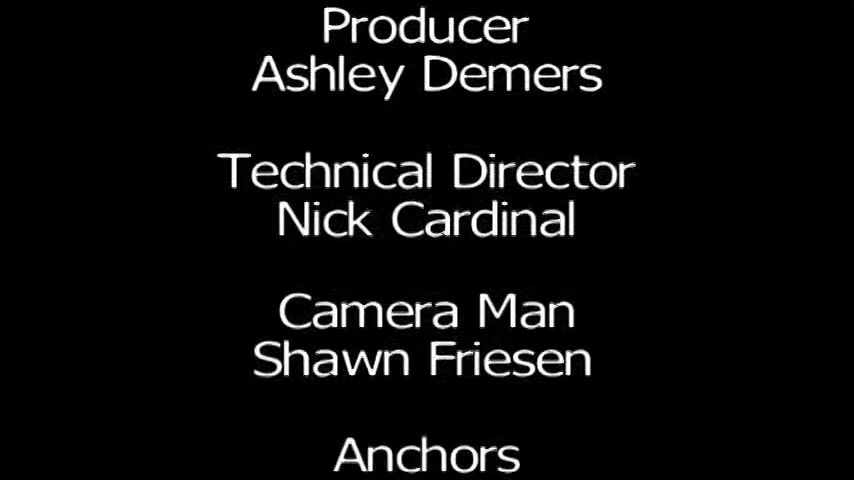 Producer
Ashley Demers
Technical Director
Nick Cardinal
Camera Man
Shawn Friesen
Anchors